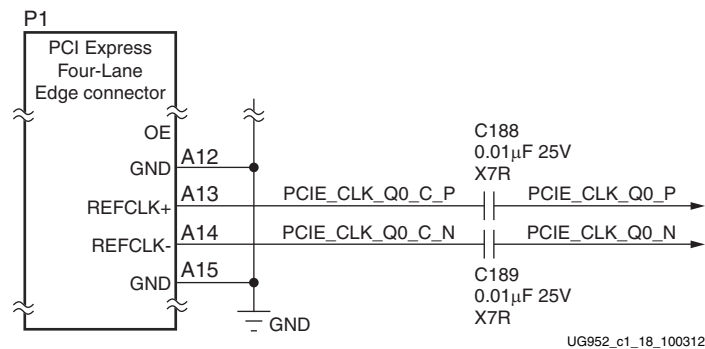 P1
PCI Express
Four-Lane
Edge connector
OE
GND
A12
REFCLK+
A13
REFCLK-
A14
GND
A15
PCIE_CLK_Q0_C_P
PCIE_CLK_Q0_P
PCIE_CLK_Q0_C_N
PCIE_CLK_Q0_N
C188
0.01μF 25V
X7R
C189
0.01μF 25V
X7R
GND
UG952_c1_18_100312